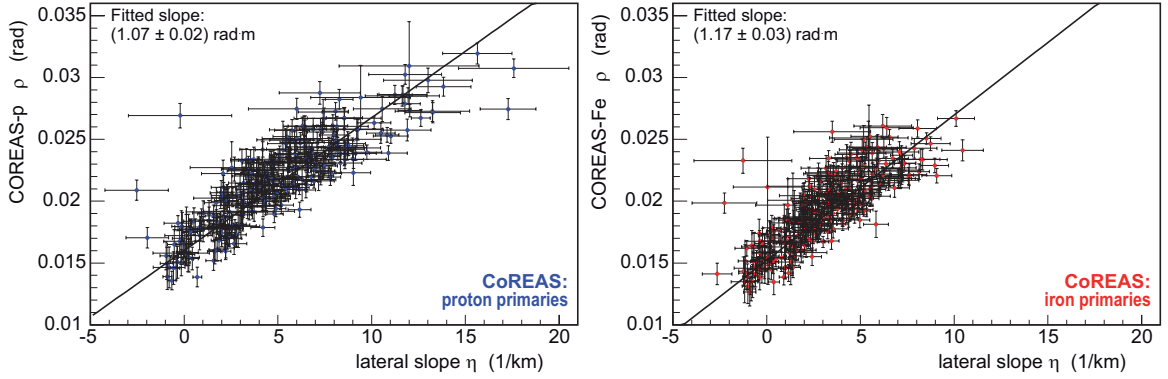 Fitted slope:
(1.07 ± 0.02) rad·m
COREAS-p ρ (rad)
0.035
0.03
0.025
0.02
0.015
0.01
CoREAS:
proton primaries
-5 0 5 10 15 20
lateral slope η (1/km)
Fitted slope:
(1.17 ± 0.03) rad·m
COREAS-Fe ρ (rad)
0.035
0.03
0.025
0.02
0.015
0.01
CoREAS:
iron primaries
-5 0 5 10 15 20
lateral slope η (1/km)